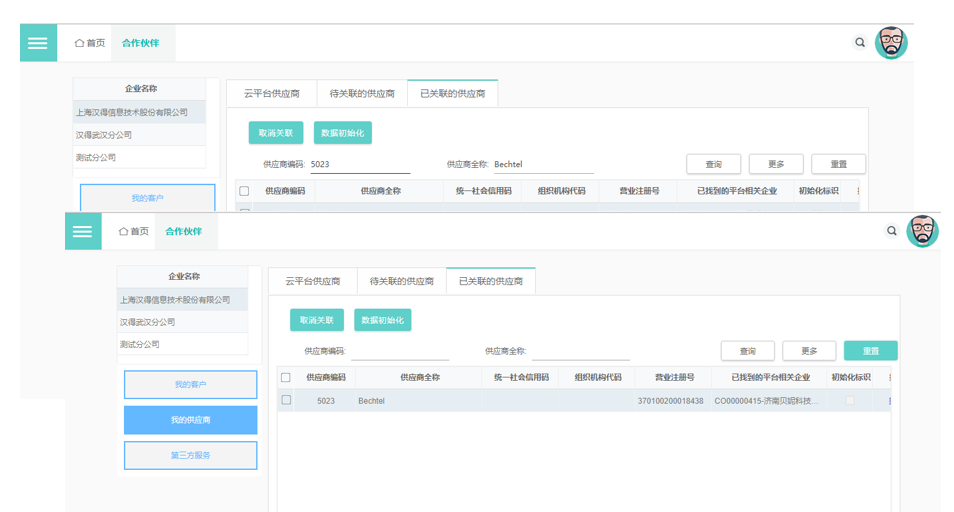 首页 合作伙伴
企业名称
上海汉得信息技术股份有限公司
汉得武汉分公司
测试分公司
我的客户
云平台供应商 待关联的供应商 已关联的供应商
取消关联 数据初始化
供应商编码: 5023 供应商全称: Bechtel 查询 更多 重置
供应商编码 供应商全称 统一社会信用码 组织机构代码 营业注册号 已找到的平台相关企业 初始化标识
首页 合作伙伴
企业名称
上海汉得信息技术股份有限公司
汉得武汉分公司
测试分公司
我的客户
我的供应商
第三方服务
云平台供应商 待关联的供应商 已关联的供应商
取消关联 数据初始化
供应商编码: 供应商全称: 查询 更多 重置
供应商编码 供应商全称 统一社会信用码 组织机构代码 营业注册号 已找到的平台相关企业 初始化标识
5023 Bechtel 370100200018438 CO00000415-济南贝妮科技...